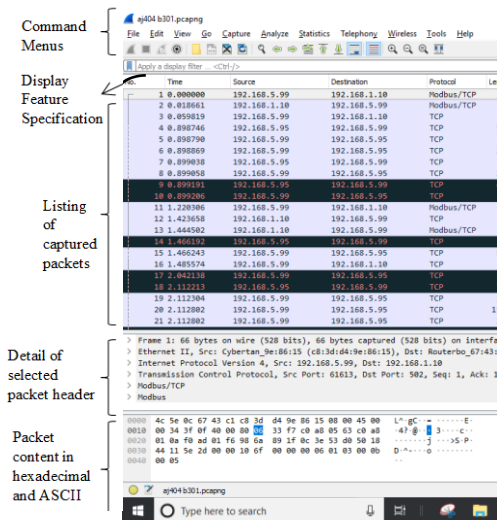 aj404 b301.pcapng
Command
Menus
File Edit View Go Capture Analyze Statistics Telephony Wireless Tools Help
Apply a display filter ... <Ctrl-/>
Display
Feature
Specification
No. Time Source Destination Protocol Le
1 0.000000 192.168.5.99 192.168.1.10 Modbus/TCP
2 0.018661 192.168.1.10 192.168.5.99 Modbus/TCP
3 0.059819 192.168.5.99 192.168.1.10 TCP
4 0.898746 192.168.5.95 192.168.5.99 TCP
5 0.898790 192.168.5.99 192.168.5.95 TCP
6 0.898869 192.168.5.95 192.168.5.99 TCP
7 0.899038 192.168.5.95 192.168.5.99 TCP
8 0.899058 192.168.5.99 192.168.5.95 TCP
9 0.899191 192.168.5.99 192.168.5.95 TCP
10 0.899206 192.168.5.95 192.168.5.99 TCP
11 1.220306 192.168.5.99 192.168.1.10 Modbus/TCP
12 1.423658 192.168.1.10 192.168.5.99 TCP
13 1.444502 192.168.1.10 192.168.5.99 Modbus/TCP
14 1.466192 192.168.5.99 192.168.5.95 TCP
15 1.466243 192.168.5.99 192.168.5.95 TCP
16 1.485574 192.168.5.99 192.168.1.10 TCP
17 2.042138 192.168.5.99 192.168.5.95 TCP
18 2.112213 192.168.5.95 192.168.5.99 TCP
19 2.112304 192.168.5.99 192.168.5.95 TCP
20 2.112802 192.168.5.99 192.168.5.95 TCP 1
21 2.112802 192.168.5.99 192.168.5.95 TCP
Listing
of
captured
packets
Detail of
selected
packet header
> Frame 1: 66 bytes on wire (528 bits), 66 bytes captured (528 bits) on interfa
> Ethernet II, Src: Cybertan_9e:86:15 (c8:3d:d4:9e:86:15), Dst: Routerbo_67:43:
> Internet Protocol Version 4, Src: 192.168.5.99, Dst: 192.168.1.10
> Transmission Control Protocol, Src Port: 61613, Dst Port: 502, Seq: 1, Ack: 1
> Modbus/TCP
> Modbus
Packet
content in
hexadecimal
and ASCII
0000 4c 5e 0c 67 43 c1 c8 3d d4 9e 86 15 08 00 45 00 L^·gC··= ······E·
0010 00 34 3f 0f 40 00 80 06 33 f7 c0 a8 05 63 c0 a8 ·4?·@··· 3····c··
0020 01 0a f0 ad 01 f6 98 6a 89 1f 0c 3e 53 d0 50 18 ·······j ···>S·P·
0030 44 11 5e 2d 00 00 10 6f 00 00 00 06 01 03 00 0b D·^-···o ········
0040 00 05 ··
aj404 b301.pcapng
Type here to search